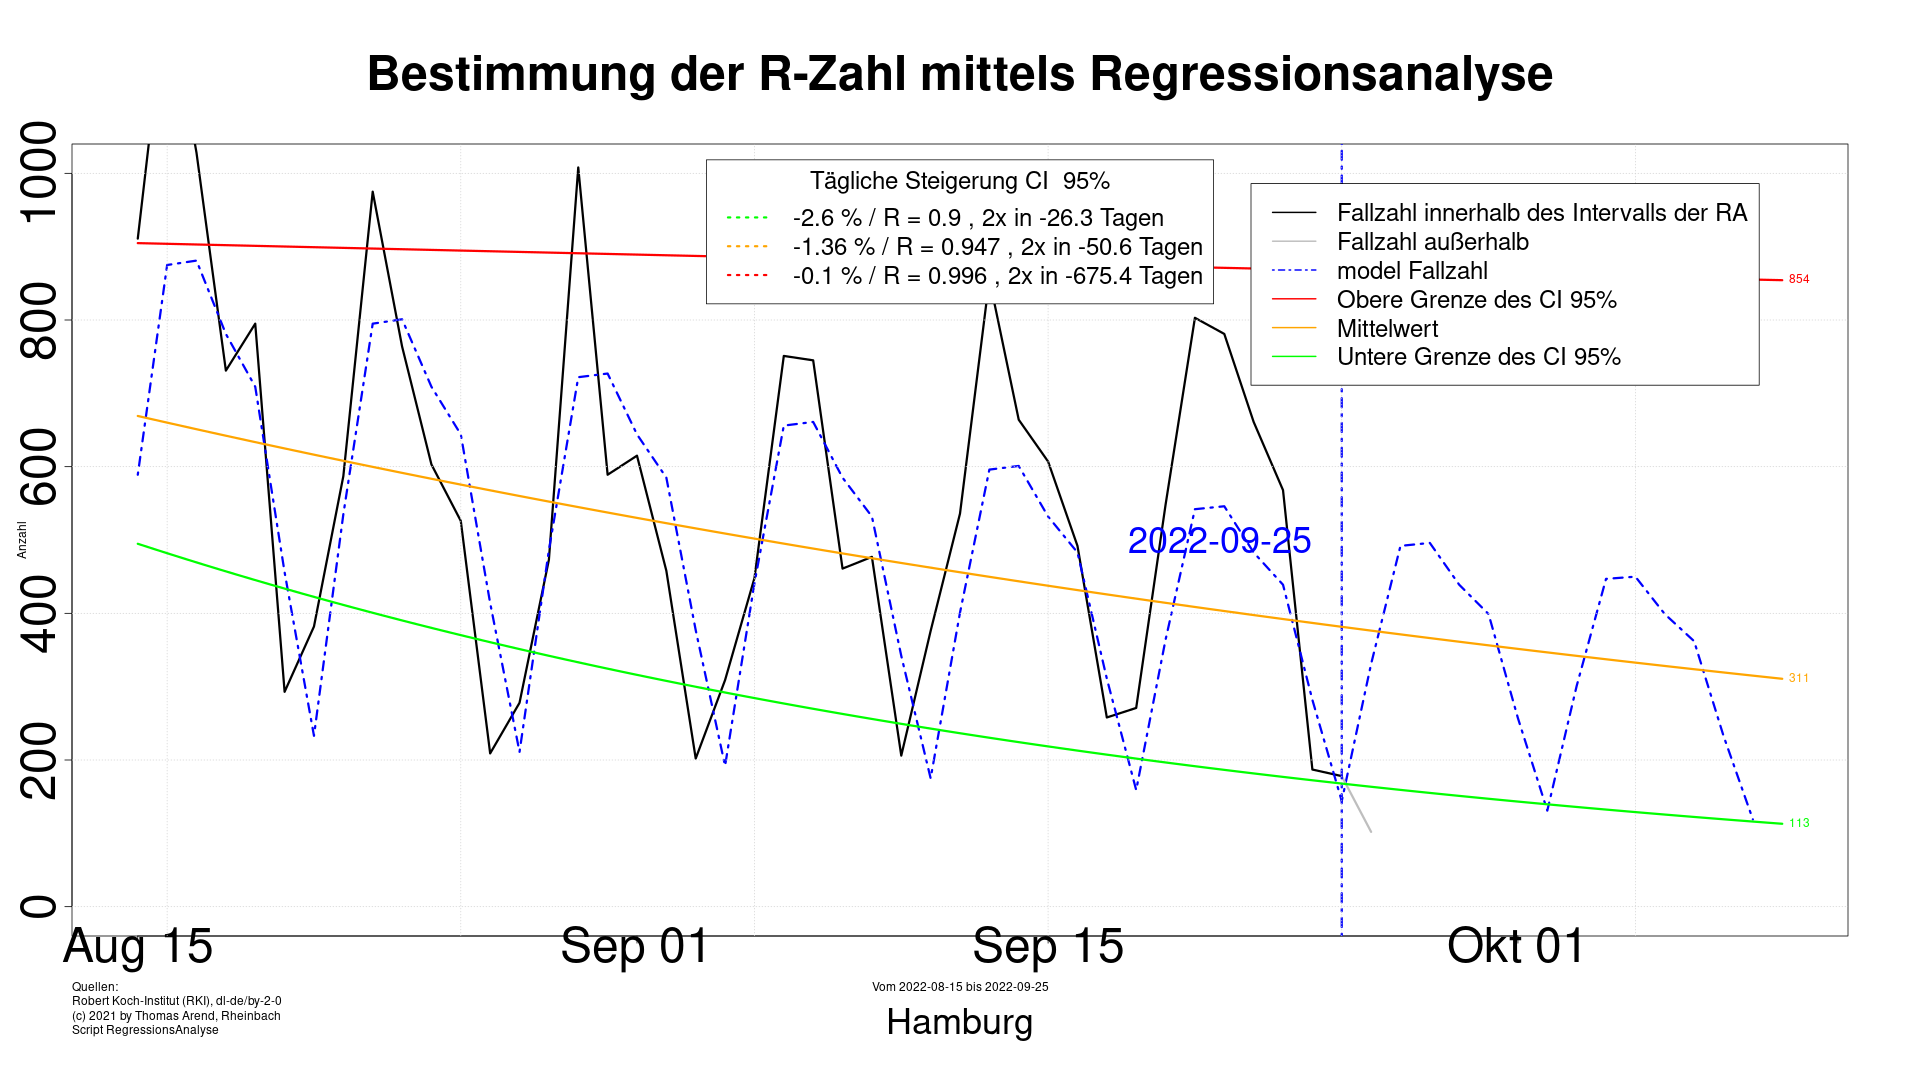 Bestimmung der R-Zahl mittels Regressionsanalyse
1000
800
600
400
200
0
Anzahl
Tägliche Steigerung CI  95%
-2.6 % / R = 0.9 , 2x in -26.3 Tagen
-1.36 % / R = 0.947 , 2x in -50.6 Tagen
-0.1 % / R = 0.996 , 2x in -675.4 Tagen
Fallzahl innerhalb des Intervalls der RA
Fallzahl außerhalb
model Fallzahl
Obere Grenze des CI 95%
Mittelwert
Untere Grenze des CI 95%
854
2022-09-25
311
113
Aug 15
Sep 01
Sep 15
Okt 01
Quellen:
Robert Koch-Institut (RKI), dl-de/by-2-0
(c) 2021 by Thomas Arend, Rheinbach
Script RegressionsAnalyse
Vom 2022-08-15 bis 2022-09-25
Hamburg